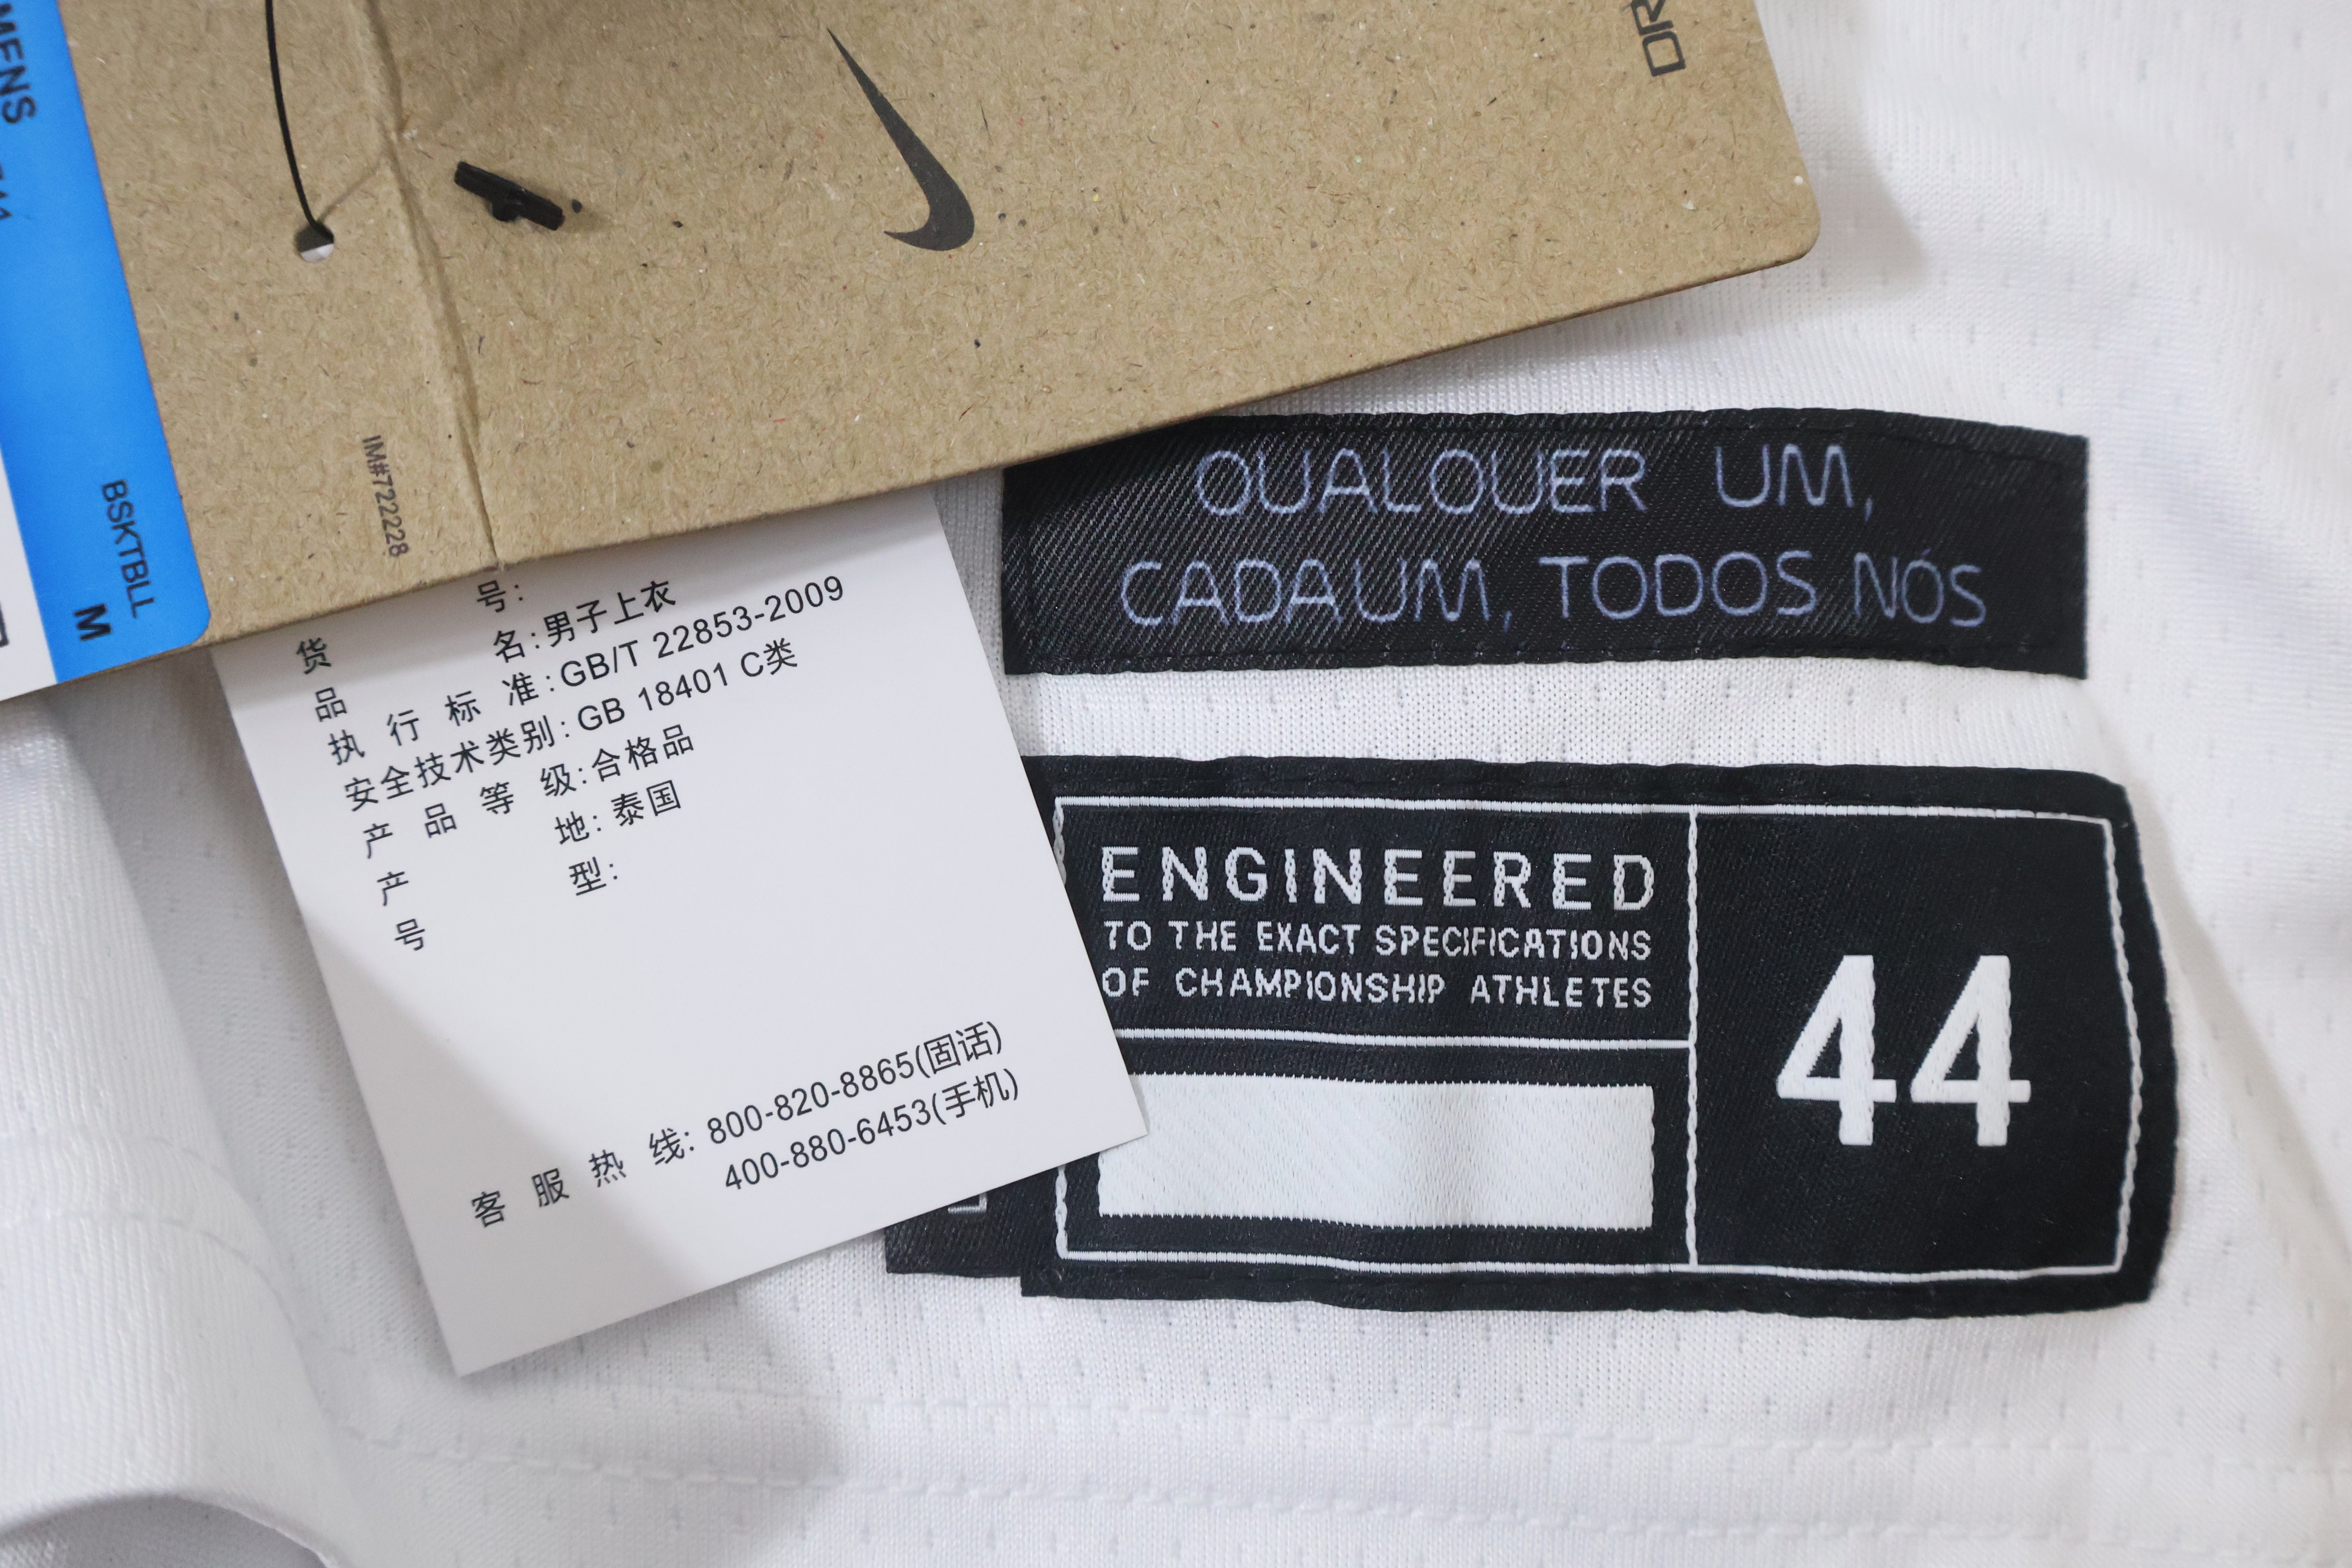 MENS
BSKTBLL
M
IM#722228
DR
货 号:
品 名:男子上衣
执 行 标 准:GB/T 22853-2009
安全技术类别:GB 18401 C类
产 品 等 级:合格品
产 地:泰国
号 型:
客 服 热 线: 800-820-8865(固话)
400-880-6453(手机)
OUALOUER UM,
CADA UM, TODOS NÓS
ENGINEERED
TO THE EXACT SPECIFICATIONS
OF CHAMPIONSHIP ATHLETES
44